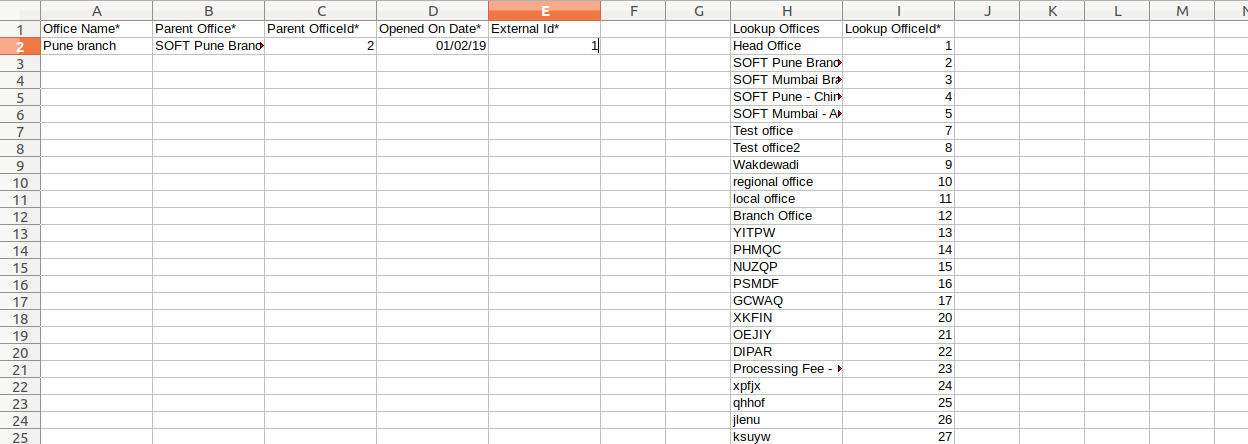 A B C D E F G H I J K L M
1 Office Name* Parent Office* Parent OfficeId* Opened On Date* External Id* Lookup Offices Lookup OfficeId*
2 Pune branch SOFT Pune 2 01/02/19 1 Head Office 1
3 SOFT Pune 2
4 SOFT Mumbai 3
5 SOFT Pune - 4
6 SOFT Mumbai - 5
7 Test office 7
8 Test office2 8
9 Wakdewadi 9
10 regional office 10
11 local office 11
12 Branch Office 12
13 YITPW 13
14 PHMQC 14
15 NUZQP 15
16 PSMDF 16
17 GCWAQ 17
18 XKFIN 20
19 OEJIY 21
20 DIPAR 22
21 Processing Fee - 23
22 xpfjx 24
23 qhhof 25
24 jlenu 26
25 ksuyw 27